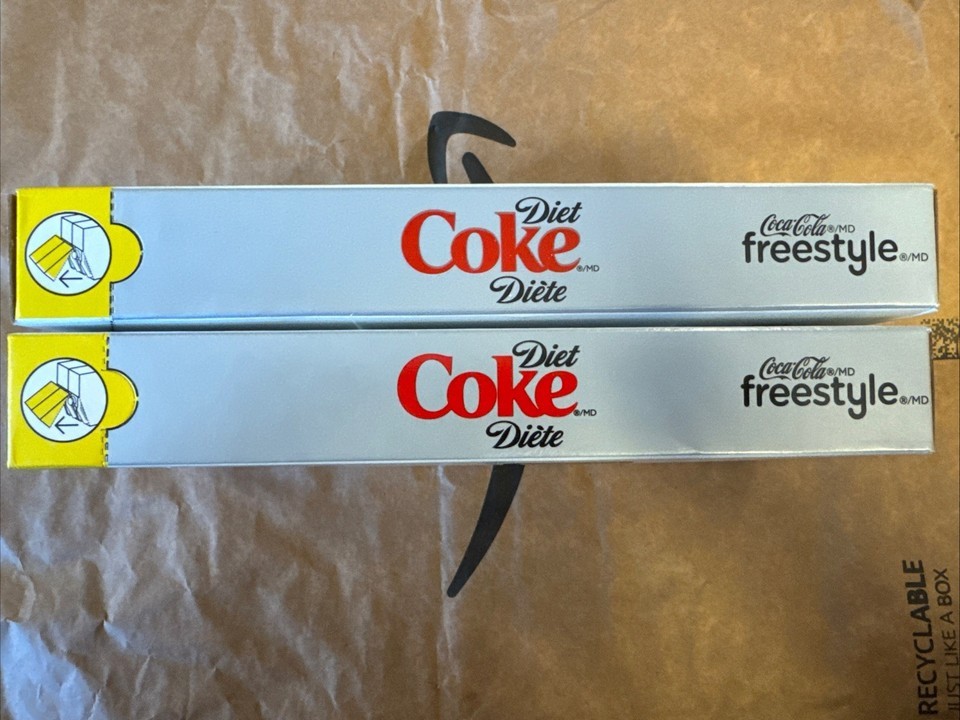 Diet
Coke®/MD
Diète
Coca-Cola®/MD
freestyle®/MD
Diet
Coke®/MD
Diète
Coca-Cola®/MD
freestyle®/MD
RECYCLABLE
JUST LIKE A BOX